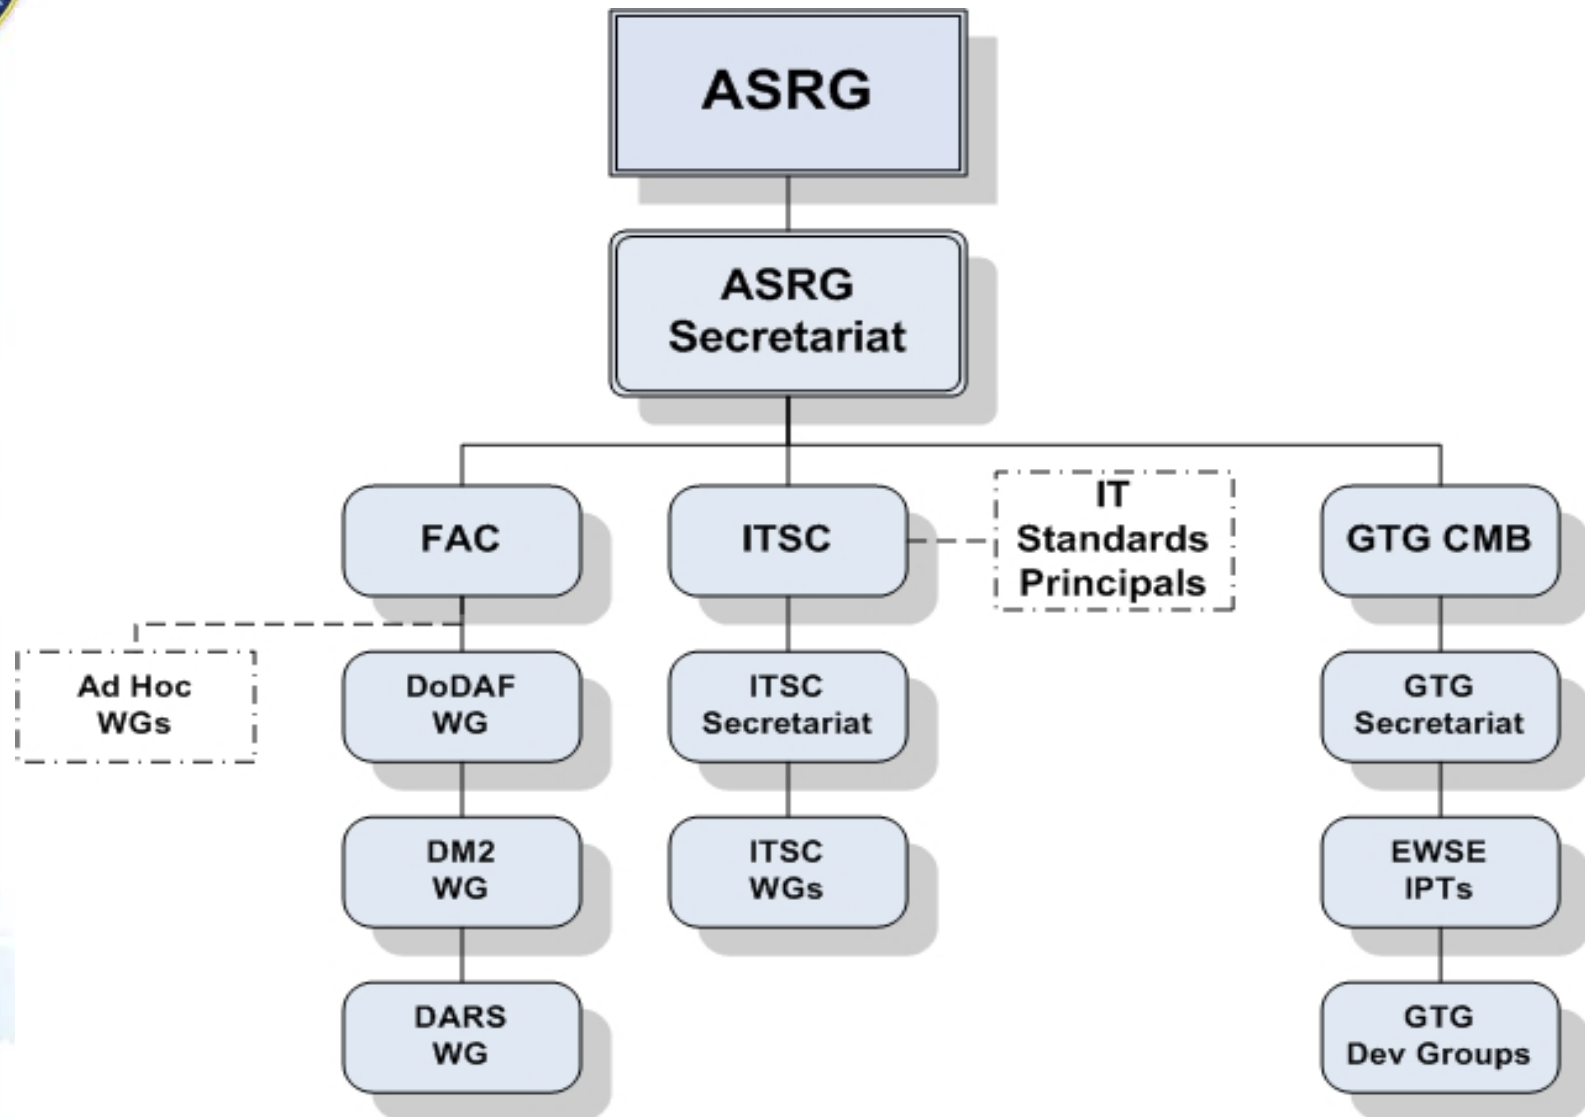 ASRG
ASRG
Secretariat
FAC
ITSC
IT
Standards
Principals
GTG CMB
Ad Hoc
WGs
DoDAF
WG
ITSC
Secretariat
GTG
Secretariat
DM2
WG
ITSC
WGs
EWSE
IPTs
DARS
WG
GTG
Dev Groups